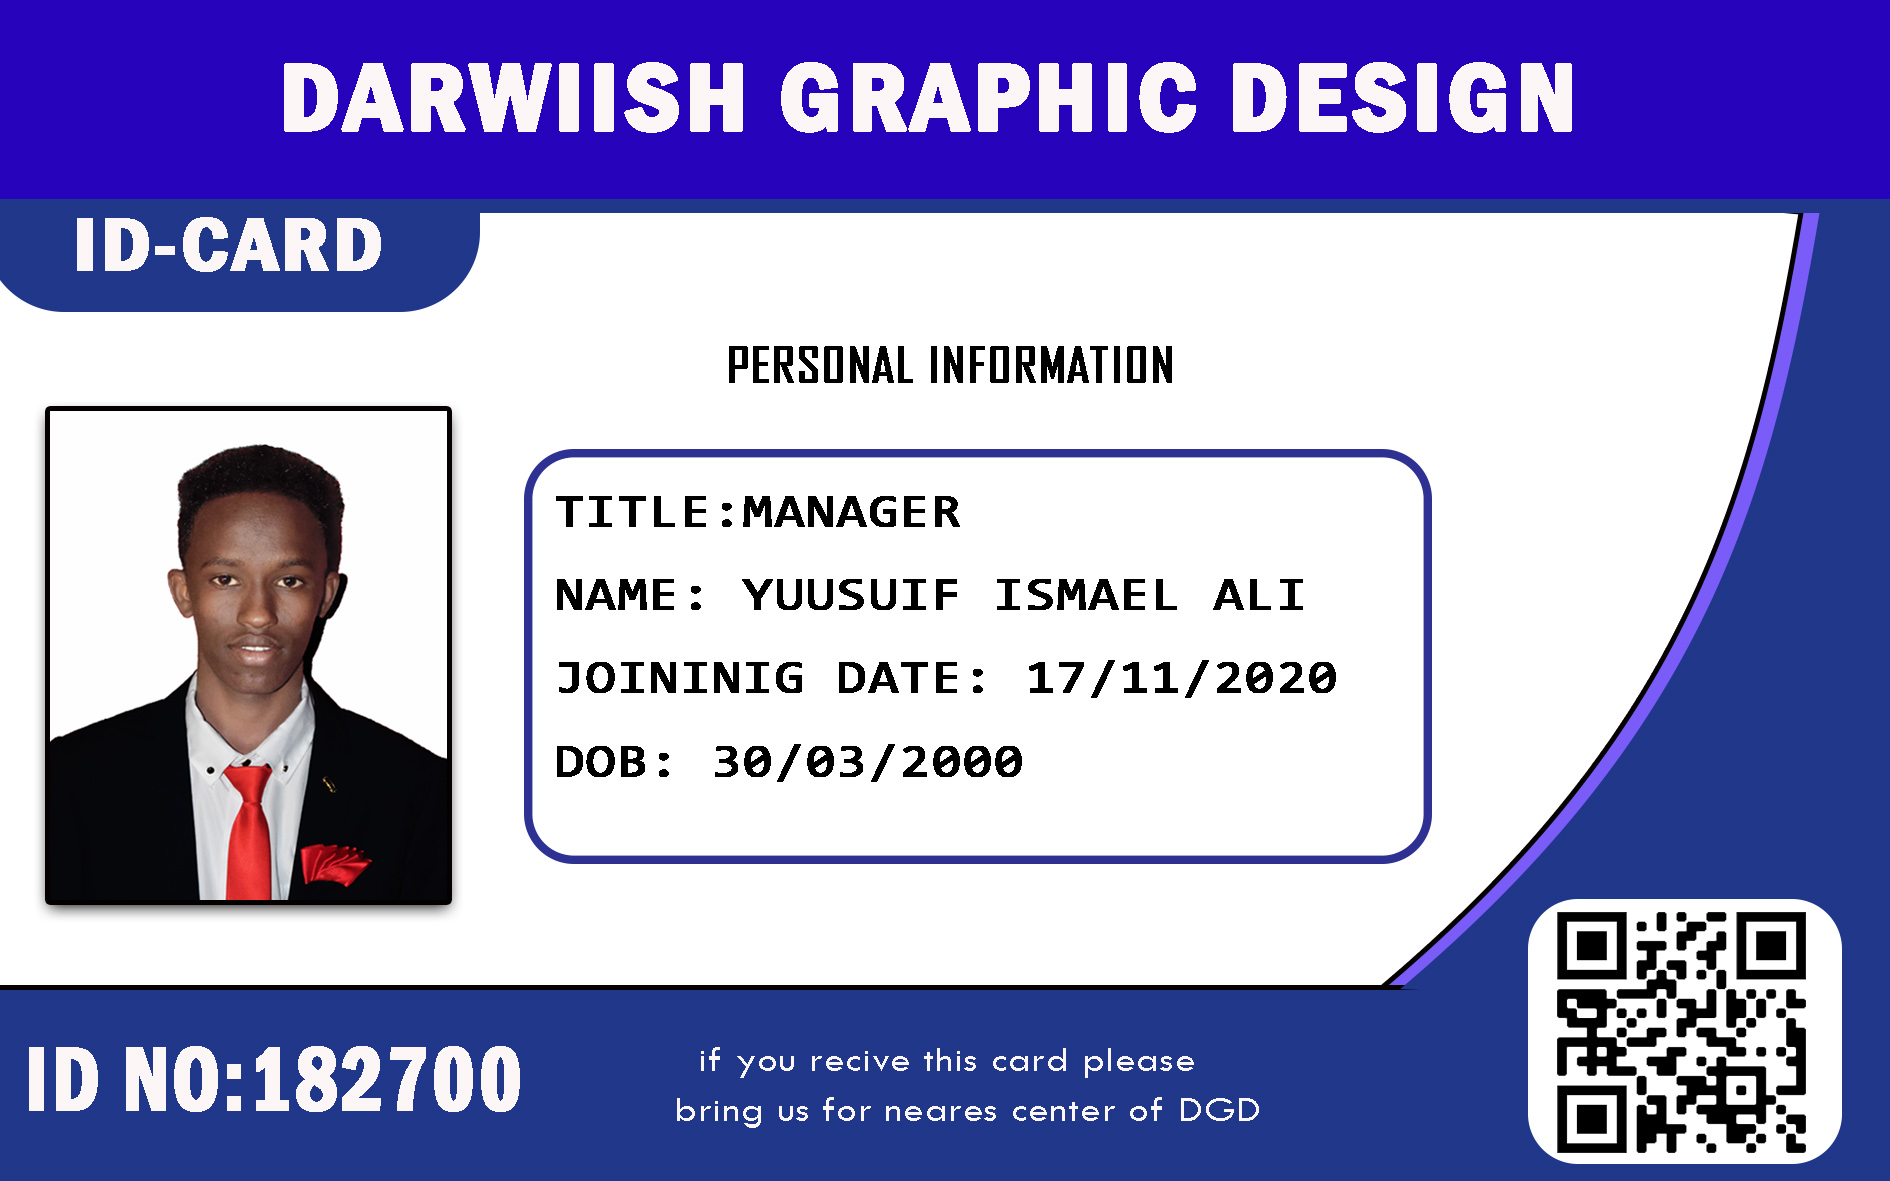 DARWIISH GRAPHIC DESIGN
ID-CARD
PERSONAL INFORMATION
TITLE:MANAGER
NAME: YUUSUIF ISMAEL ALI
JOININIG DATE: 17/11/2020
DOB: 30/03/2000
ID NO:182700
if you recive this card please
bring us for neares center of DGD